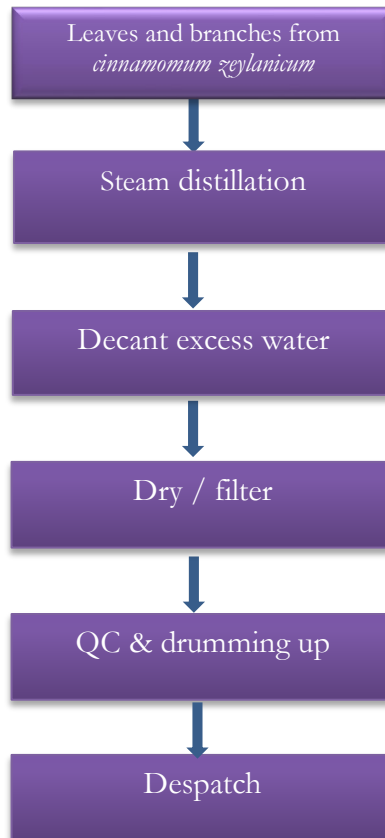 Leaves and branches from
cinnamomum zeylanicum
Steam distillation
Decant excess water
Dry / filter
QC & drumming up
Despatch